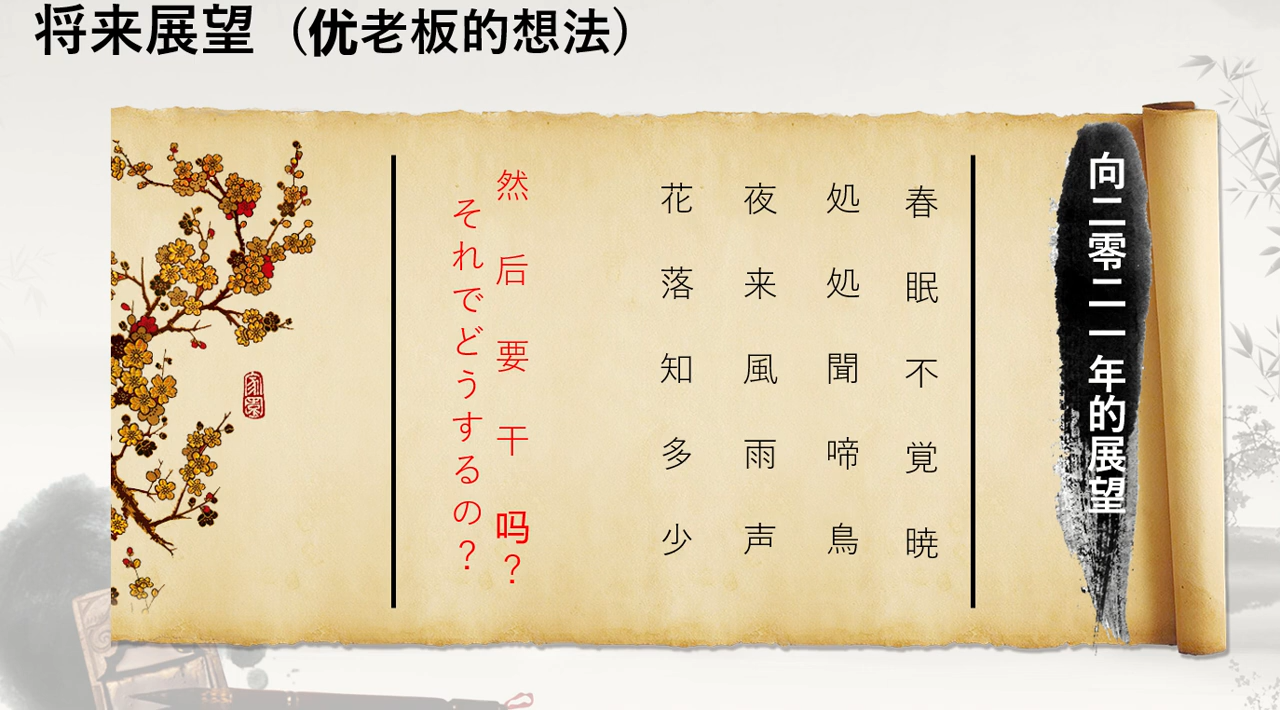 将来展望（优老板的想法）
向二零二一年的展望
春眠不覚暁
処処聞啼鳥
夜来風雨声
花落知多少
然后要干吗？
それでどうするの？